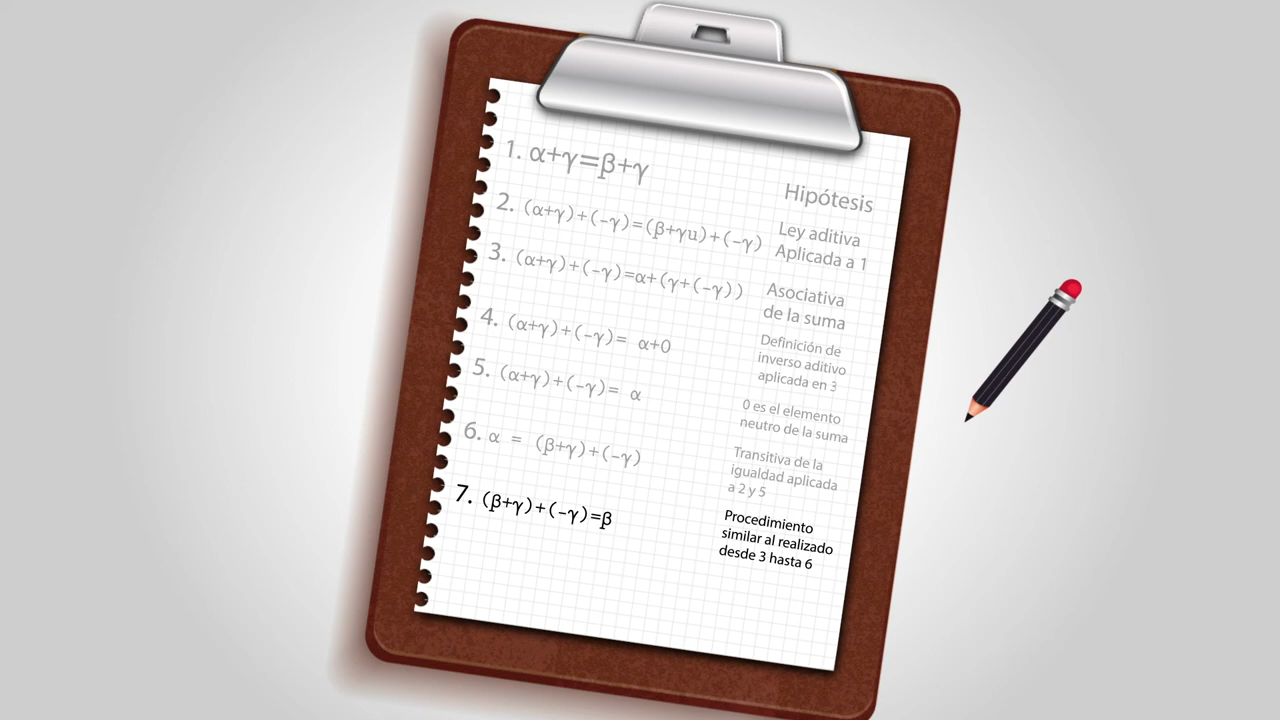 1. α+γ=β+γ
Hipótesis
2. (α+γ)+(-γ)=(β+γu)+(-γ)
Ley aditiva
Aplicada a 1
3. (α+γ)+(-γ)=α+(γ+(-γ))
Asociativa
de la suma
4. (α+γ)+(-γ)= α+0
Definición de
inverso aditivo
aplicada en 3
5. (α+γ)+(-γ)= α
0 es el elemento
neutro de la suma
6. α = (β+γ)+(-γ)
Transitiva de la
igualdad aplicada
a 2 y 5
7. (β+γ)+(-γ)=β
Procedimiento
similar al realizado
desde 3 hasta 6